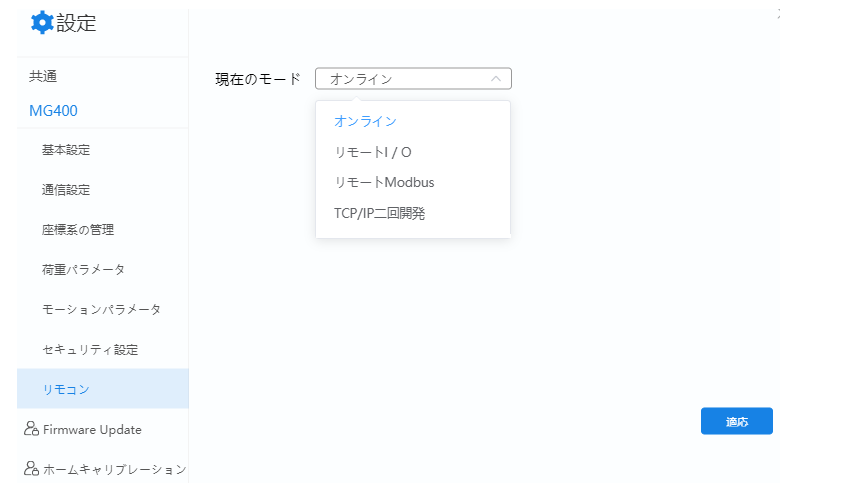 設定
共通
MG400
基本設定
通信設定
座標系の管理
荷重パラメータ
モーションパラメータ
セキュリティ設定
リモコン
Firmware Update
ホームキャリブレーション
現在のモード
オンライン
オンライン
リモートI / O
リモートModbus
TCP/IP二回開発
適応